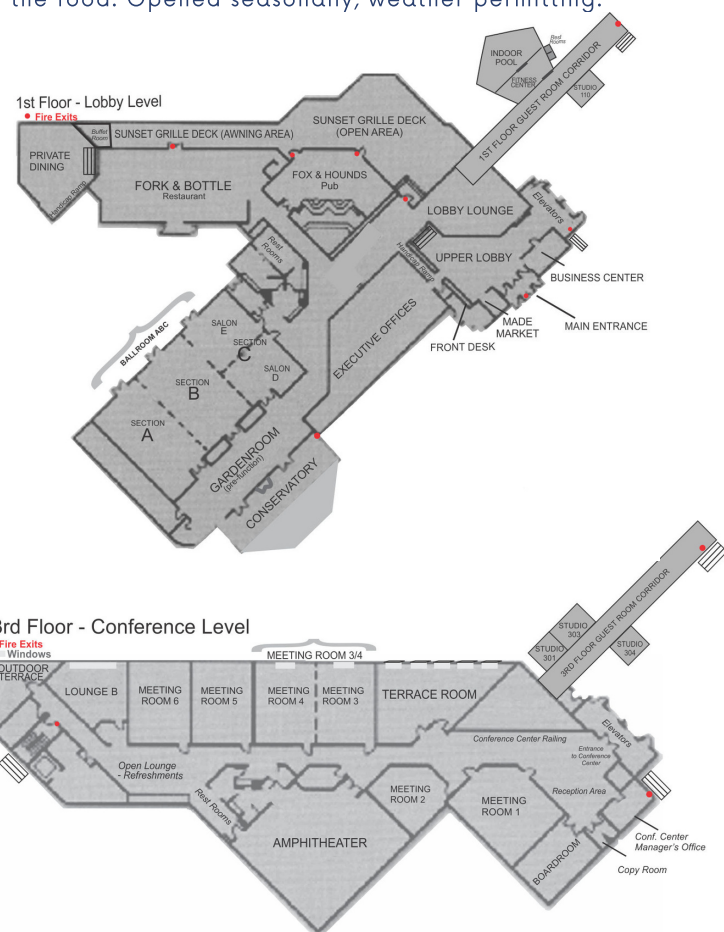 the food. Opened seasonally, weather permitting.
1st Floor - Lobby Level
Fire Exits
INDOOR
POOL
Rest
Rooms
FITNESS
CENTER
1ST FLOOR GUEST ROOM CORRIDOR
STUDIO
110
PRIVATE
DINING
Buffet
Room
Handicap Ramp
SUNSET GRILLE DECK (AWNING AREA)
SUNSET GRILLE DECK
(OPEN AREA)
FORK & BOTTLE
Restaurant
FOX & HOUNDS
Pub
LOBBY LOUNGE
Elevators
Handicap Ramp
UPPER LOBBY
BUSINESS CENTER
MAIN ENTRANCE
MADE
MARKET
FRONT DESK
Rest
Rooms
EXECUTIVE OFFICES
BALLROOM ABC
SALON
E
SECTION
C
SALON
D
SECTION
B
SECTION
A
GARDENROOM
(pre-function)
CONSERVATORY
3rd Floor - Conference Level
Fire Exits
Windows
OUTDOOR
TERRACE
MEETING ROOM 3/4
LOUNGE B
MEETING
ROOM 6
MEETING
ROOM 5
MEETING
ROOM 4
MEETING
ROOM 3
TERRACE ROOM
STUDIO
303
STUDIO
301
3RD FLOOR GUEST ROOM CORRIDOR
STUDIO
304
Elevators
Conference Center Railing
Entrance
to Conference
Center
Open Lounge
- Refreshments
Rest Rooms
MEETING
ROOM 2
MEETING
ROOM 1
Reception Area
AMPHITHEATER
BOARDROOM
Conf. Center
Manager's Office
Copy Room